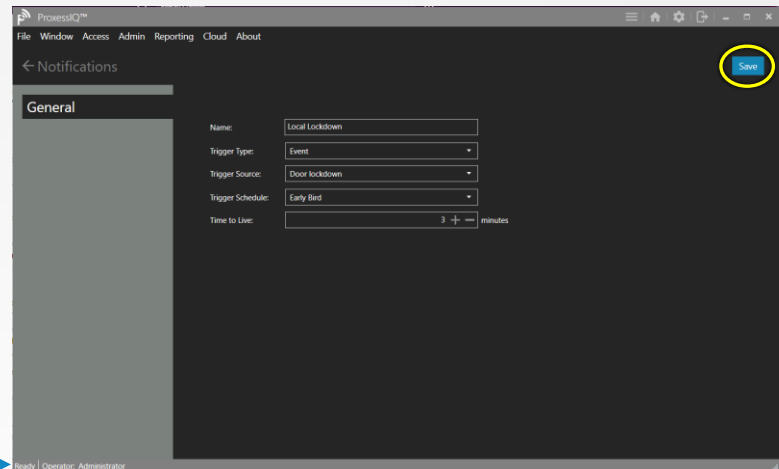 ProxessIQ™
File Window Access Admin Reporting Cloud About
Notifications
Save
General
Name: Local Lockdown
Trigger Type: Event
Trigger Source: Door lockdown
Trigger Schedule: Early Bird
Time to Live: 3 minutes
Ready Operator: Administrator